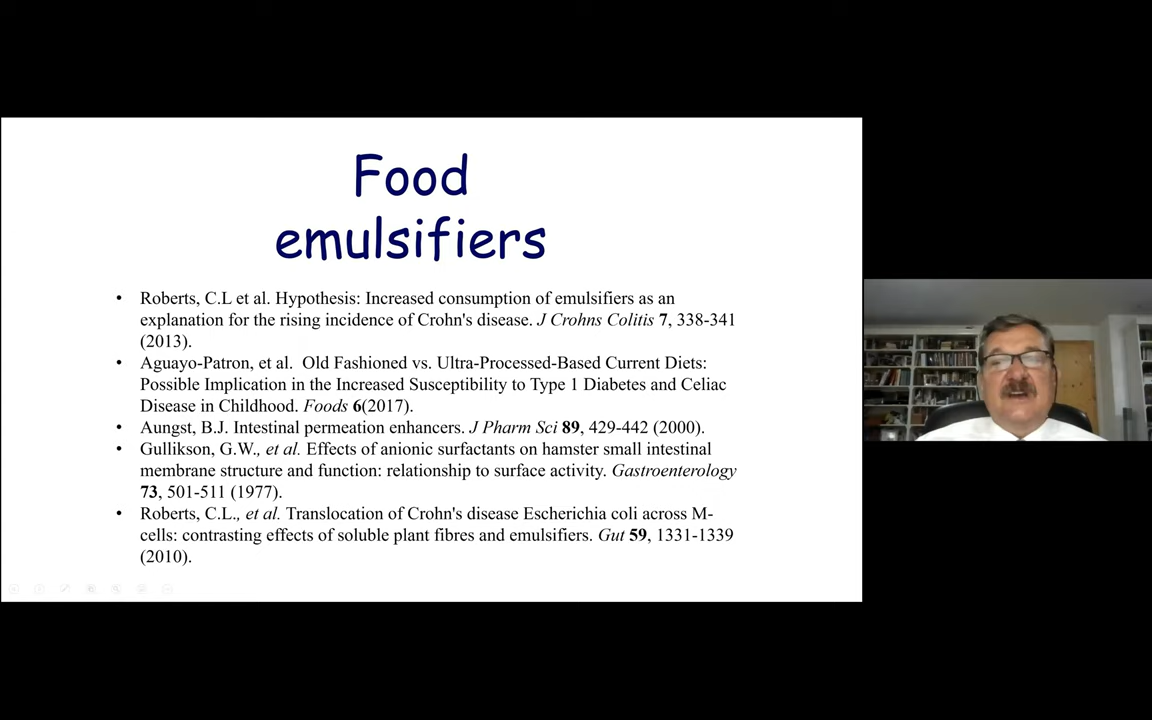 Food
emulsifiers
• Roberts, C.L et al. Hypothesis: Increased consumption of emulsifiers as an
explanation for the rising incidence of Crohn's disease. J Crohns Colitis 7, 338-341
(2013).
• Aguayo-Patron, et al.  Old Fashioned vs. Ultra-Processed-Based Current Diets:
Possible Implication in the Increased Susceptibility to Type 1 Diabetes and Celiac
Disease in Childhood. Foods 6(2017).
• Aungst, B.J. Intestinal permeation enhancers. J Pharm Sci 89, 429-442 (2000).
• Gullikson, G.W., et al. Effects of anionic surfactants on hamster small intestinal
membrane structure and function: relationship to surface activity. Gastroenterology
73, 501-511 (1977).
• Roberts, C.L., et al. Translocation of Crohn's disease Escherichia coli across M-
cells: contrasting effects of soluble plant fibres and emulsifiers. Gut 59, 1331-1339
(2010).